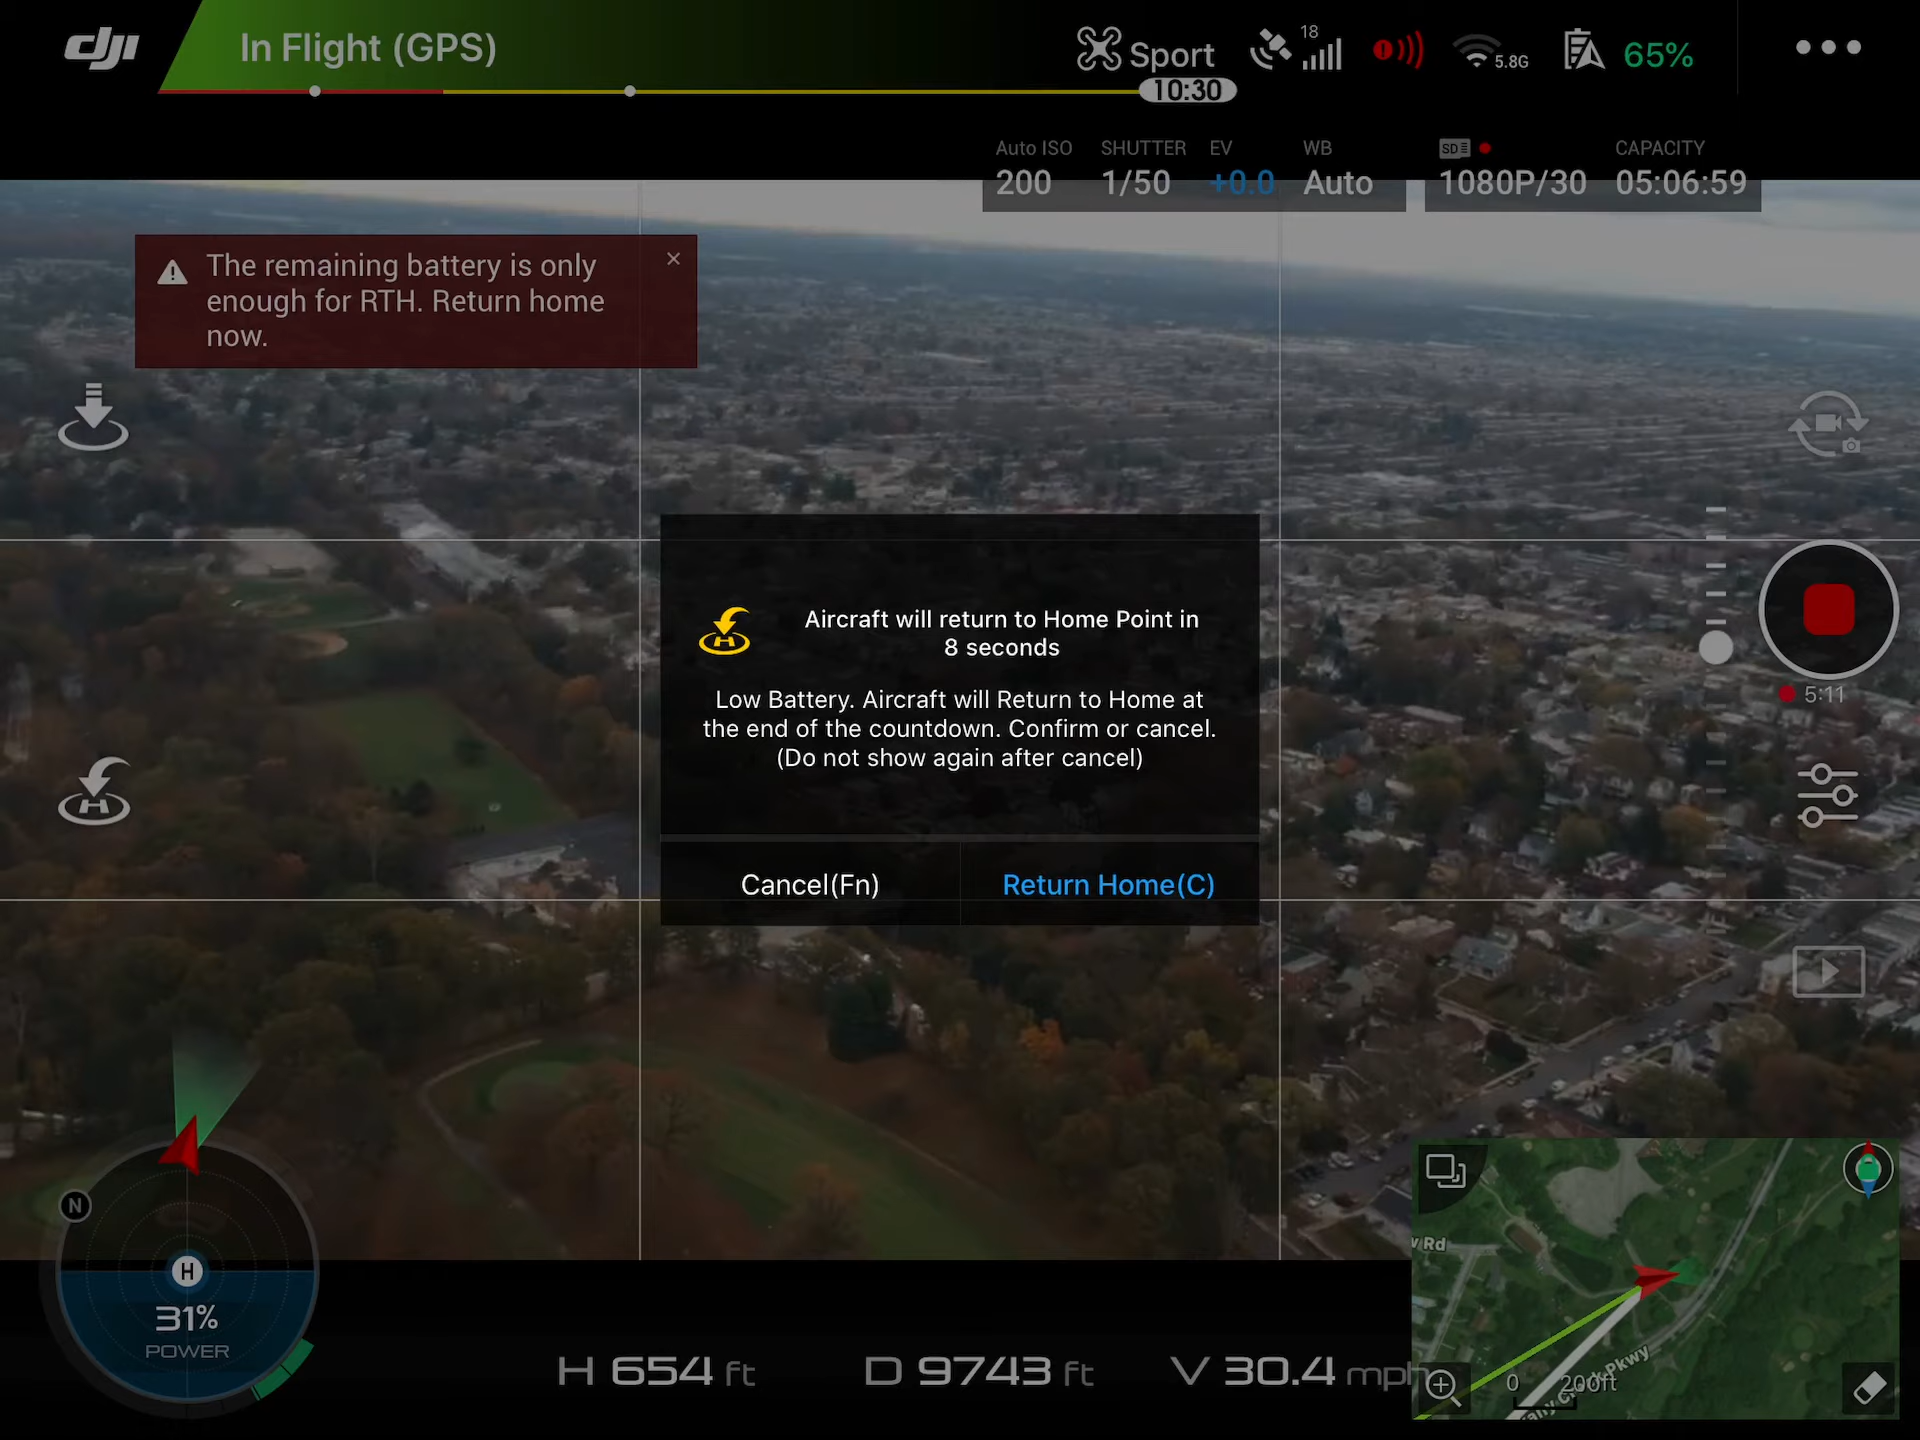 dji
In Flight (GPS)
Sport
18
5.8G
65%
10:30
Auto ISO
200
SHUTTER
1/50
EV
+0.0
WB
Auto
SD
1080P/30
CAPACITY
05:06:59
The remaining battery is only
enough for RTH. Return home
now.
Aircraft will return to Home Point in
8 seconds
Low Battery. Aircraft will Return to Home at
the end of the countdown. Confirm or cancel.
(Do not show again after cancel)
Cancel(Fn)
Return Home(C)
5:11
N
H
31%
POWER
H 654 ft
D 9743 ft
V 30.4 mph
Rd
Pkwy
0
200ft